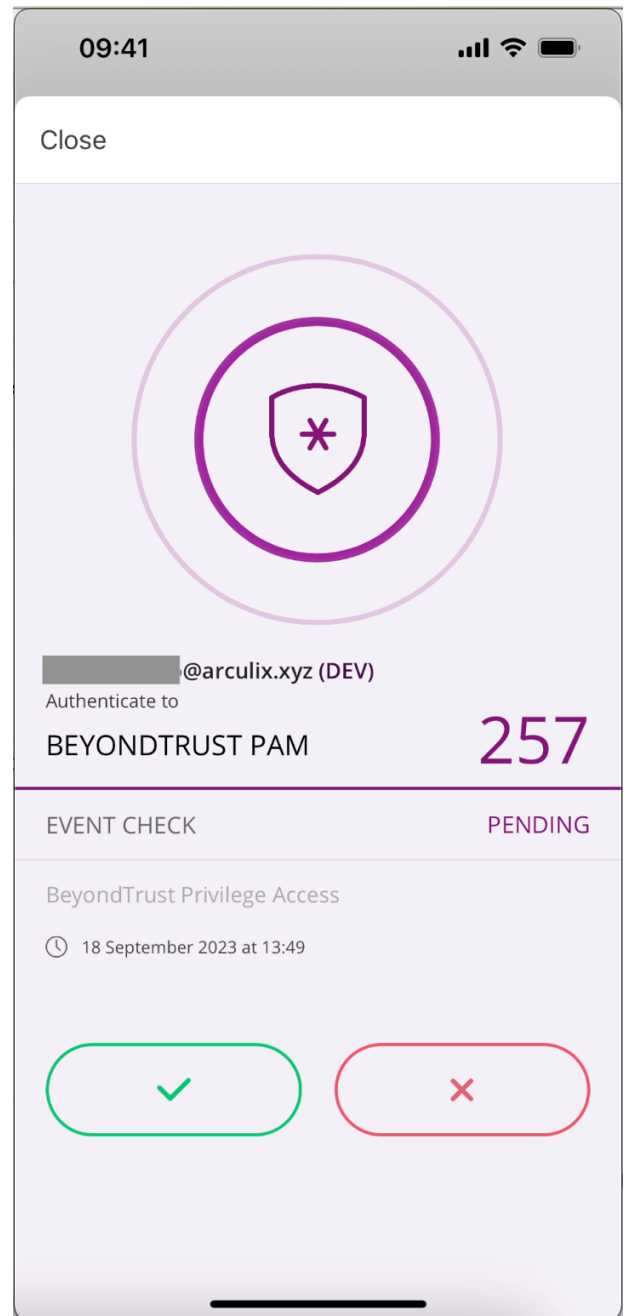 09:41
Close
@arculix.xyz (DEV)
Authenticate to
BEYONDTRUST PAM
257
EVENT CHECK
PENDING
BeyondTrust Privilege Access
18 September 2023 at 13:49